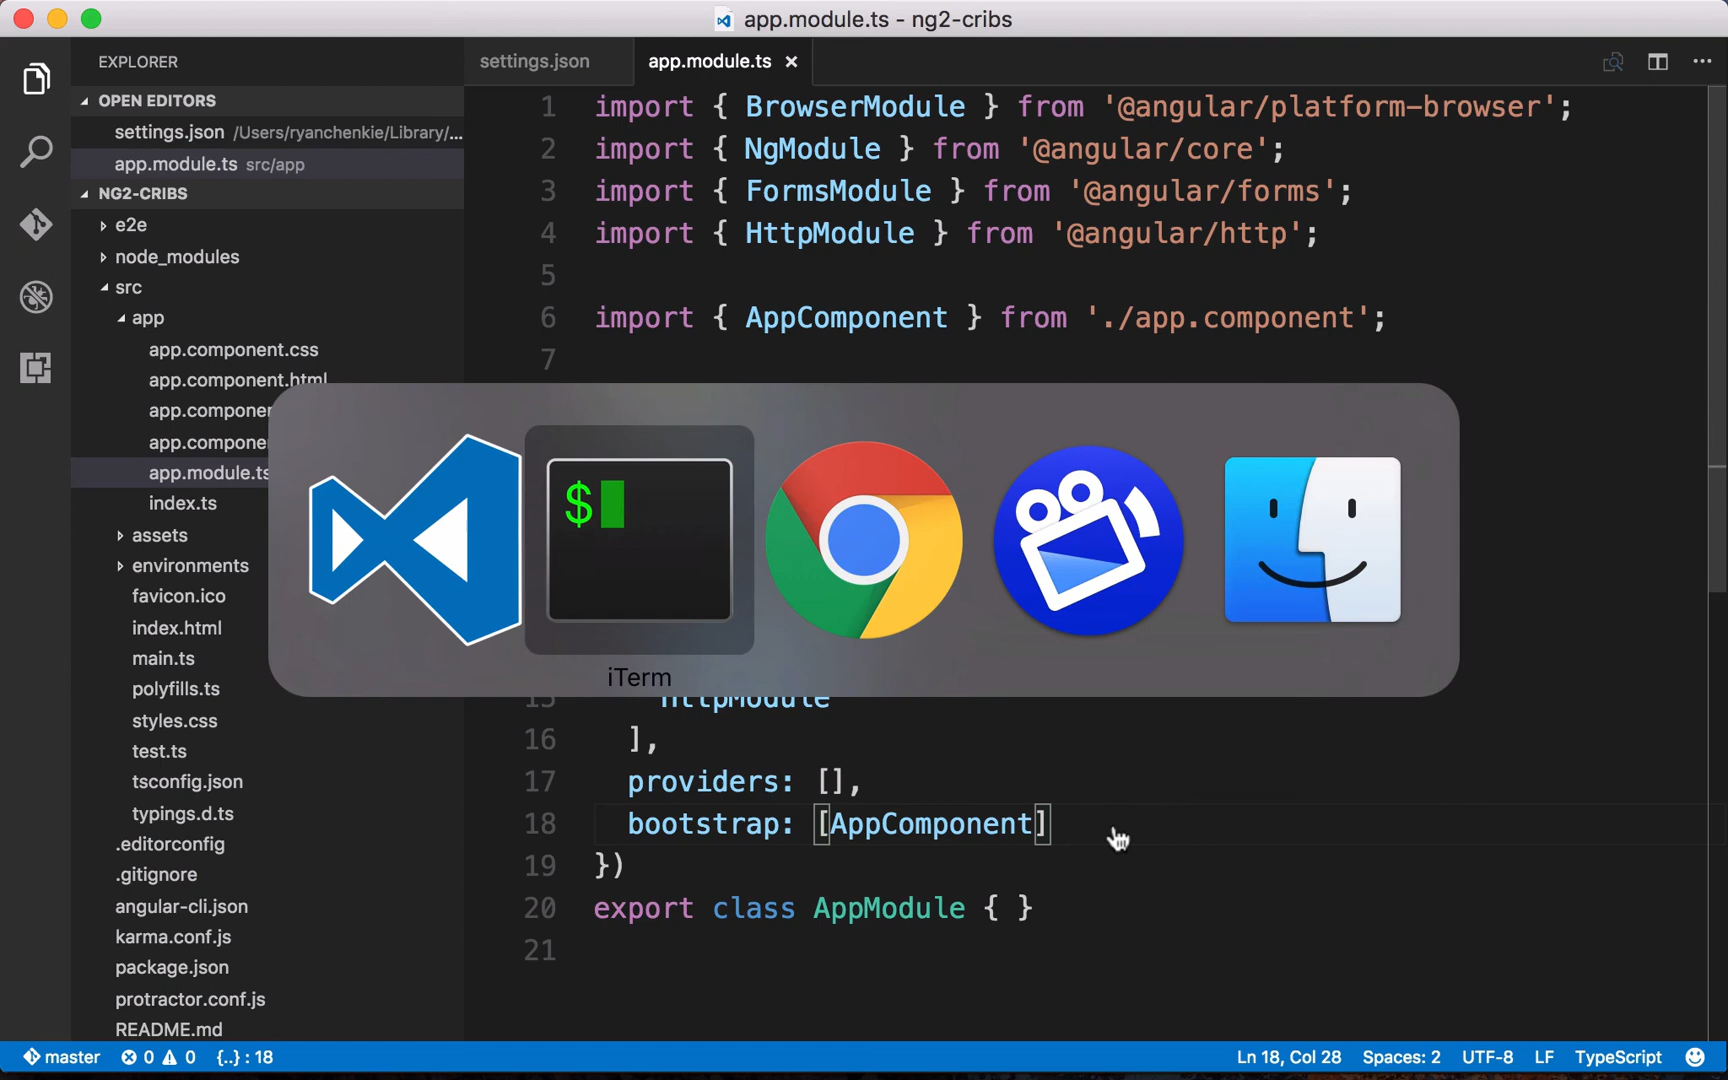 app.module.ts - ng2-cribs
EXPLORER
OPEN EDITORS
settings.json /Users/ryanchenkie/Library/...
app.module.ts src/app
NG2-CRIBS
e2e
node_modules
src
app
app.component.css
app.component.html
app.componen
app.componen
app.module.ts
index.ts
assets
environments
favicon.ico
index.html
main.ts
polyfills.ts
styles.css
test.ts
tsconfig.json
typings.d.ts
.editorconfig
.gitignore
angular-cli.json
karma.conf.js
package.json
protractor.conf.js
README.md
settings.json
app.module.ts
1 import { BrowserModule } from '@angular/platform-browser';
2 import { NgModule } from '@angular/core';
3 import { FormsModule } from '@angular/forms';
4 import { HttpModule } from '@angular/http';
5
6 import { AppComponent } from './app.component';
7
$
iTerm
15 HttpModule
16 ],
17 providers: [],
18 bootstrap: [AppComponent]
19 })
20 export class AppModule { }
21
master 0 0 {..} : 18
Ln 18, Col 28 Spaces: 2 UTF-8 LF TypeScript